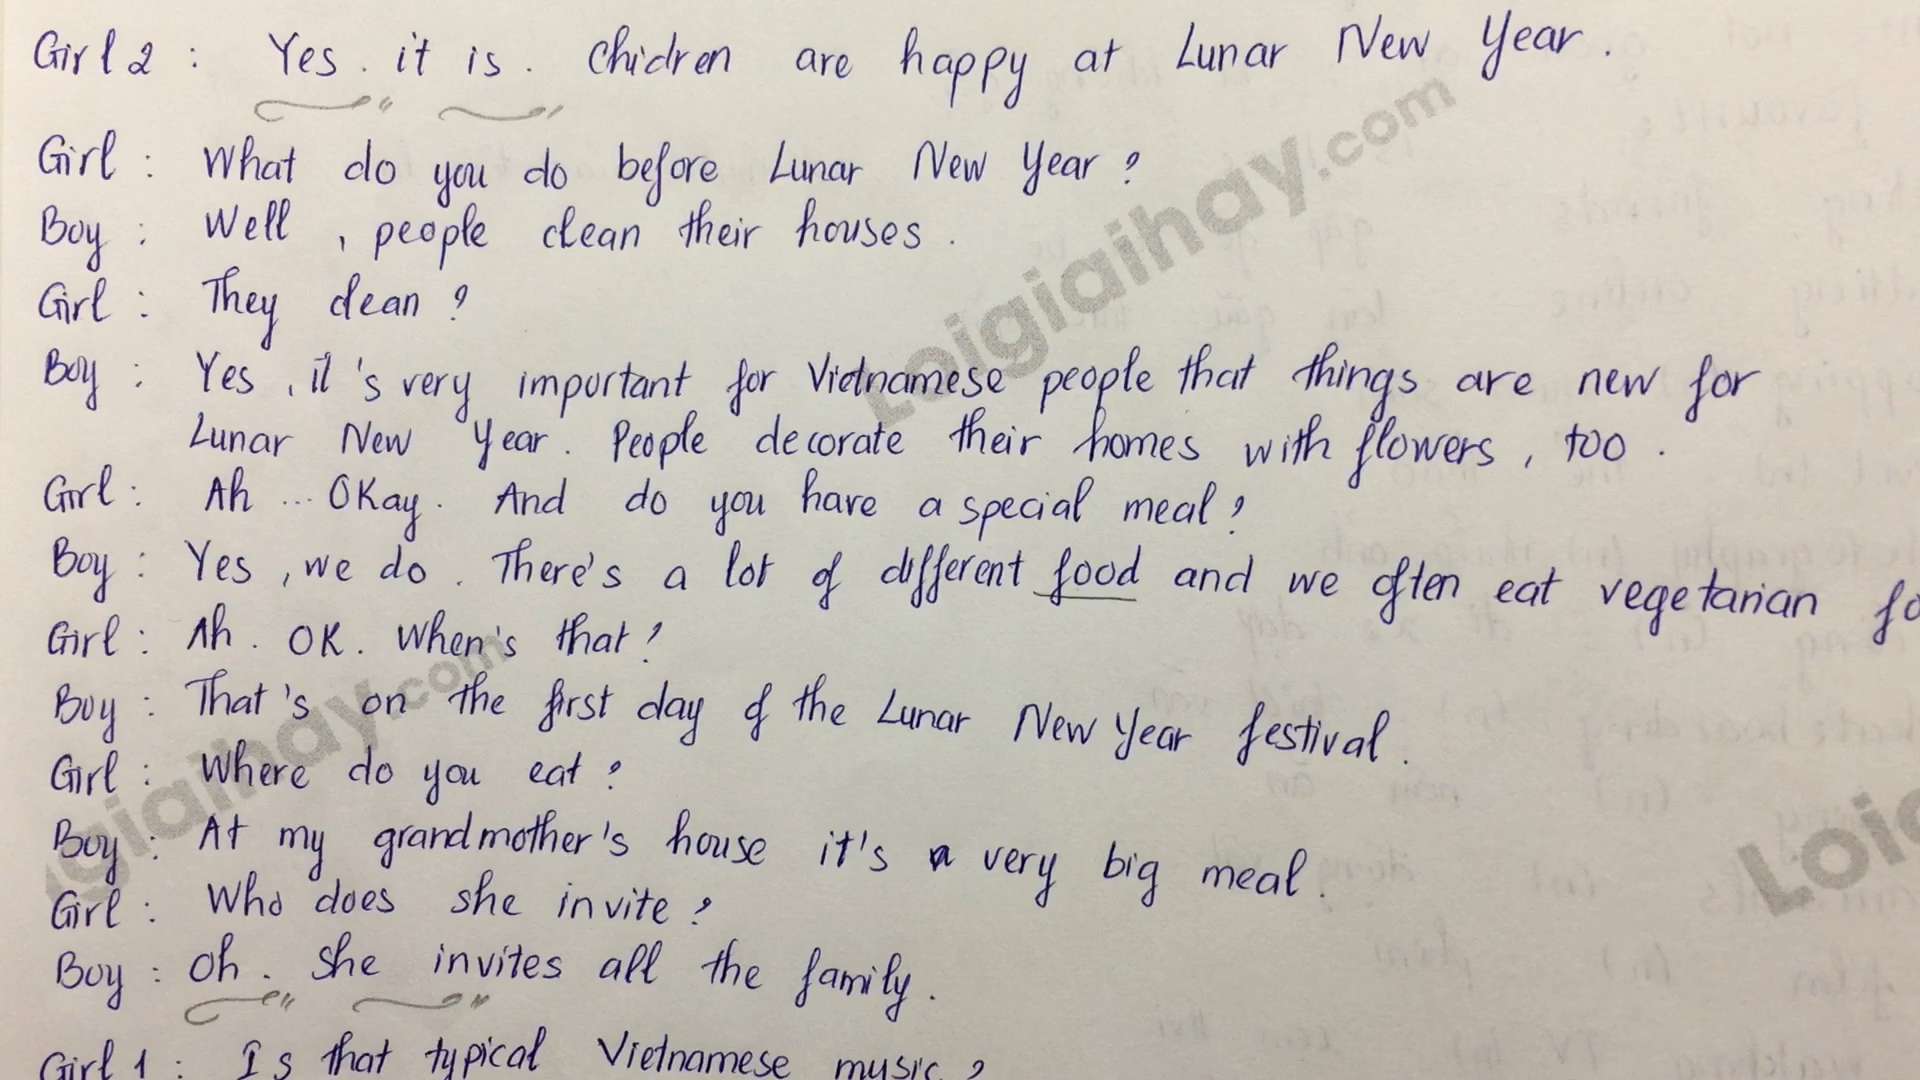 Girl 2 : Yes. it is. Chidren are happy at Lunar New Year.
Girl : What do you do before Lunar New Year?
Boy : Well, people clean their houses.
Girl : They clean?
Boy : Yes, it's very important for Vietnamese people that things are new for
Lunar New Year. People decorate their homes with flowers, too.
Girl : Ah ... Okay. And do you have a special meal?
Boy : Yes, we do. There's a lot of different food and we often eat vegetarian fo
Girl : Ah. OK. When's that?
Boy : That's on the first day of the Lunar New Year festival.
Girl : Where do you eat?
Boy : At my grandmother's house it's a very big meal.
Girl : Who does she invite?
Boy : Oh. She invites all the family.
Girl 1 : Is that typical Vietnamese music?
Loigiaihay.com
giaihay.com
Loig